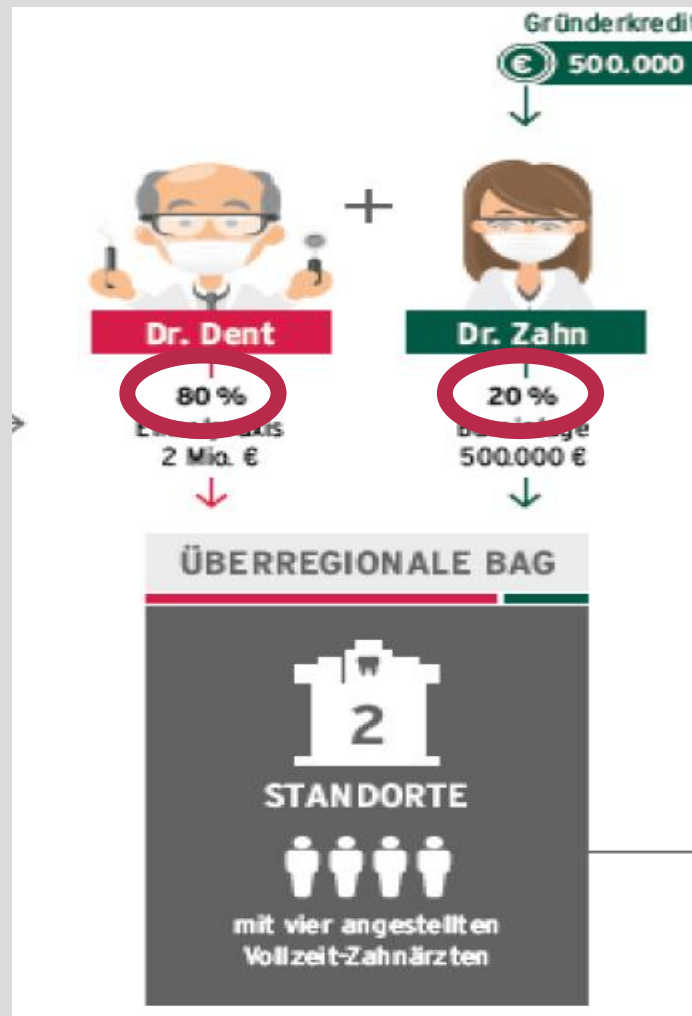 Gründerkredit
€ 500.000
+
Dr. Dent
Dr. Zahn
80 %
20 %
2 Mio. €
500.000 €
ÜBERREGIONALE BAG
2
STANDORTE
mit vier angestellten
Vollzeit-Zahnärzten